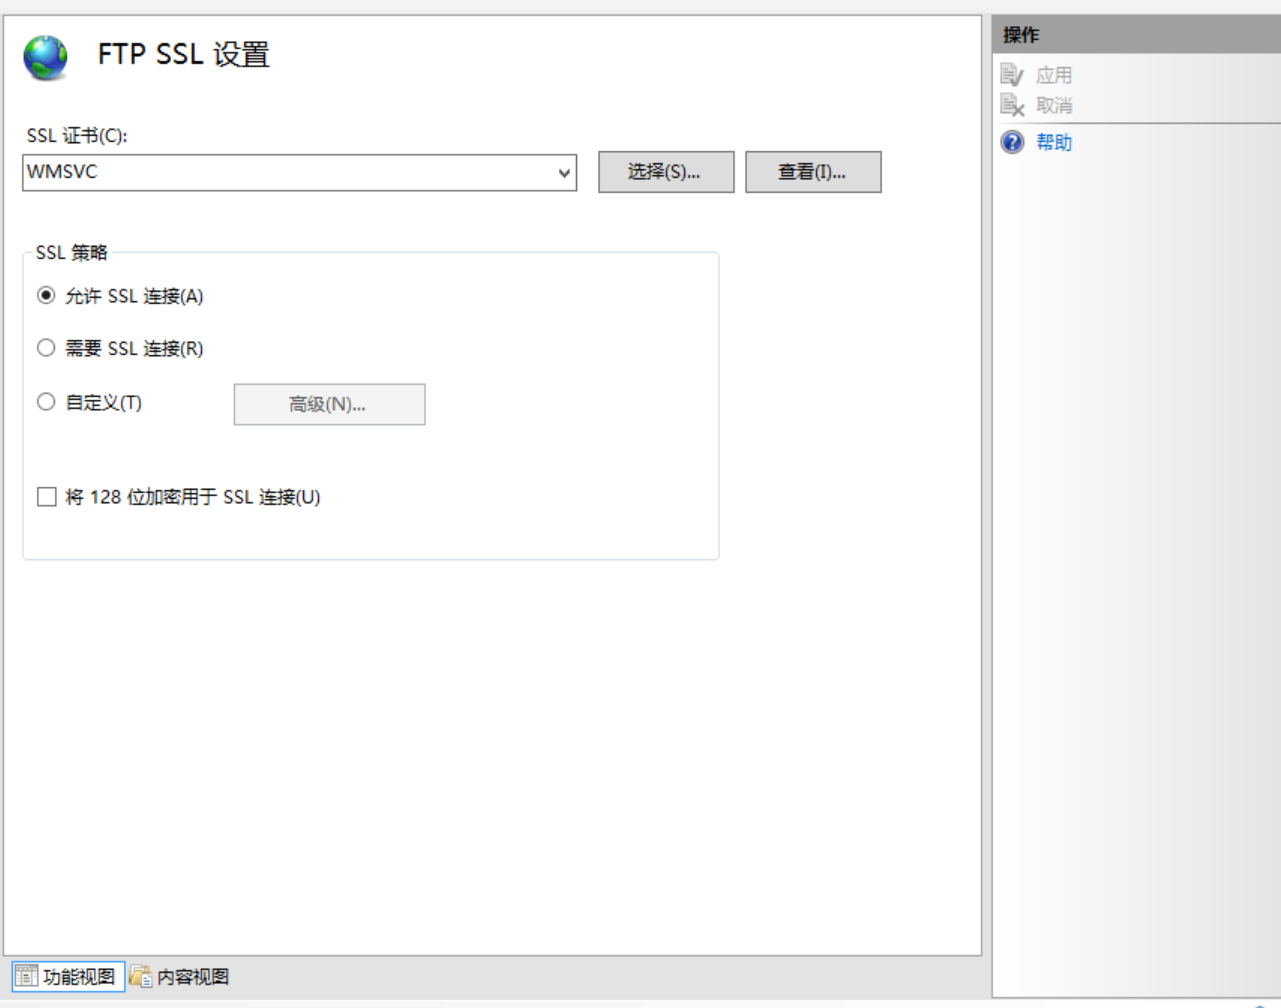 FTP SSL 设置
SSL 证书(C):
WMSVC
选择(S)...
查看(I)...
SSL 策略
允许 SSL 连接(A)
需要 SSL 连接(R)
自定义(T)
高级(N)...
将 128 位加密用于 SSL 连接(U)
功能视图
内容视图
操作
应用
取消
帮助